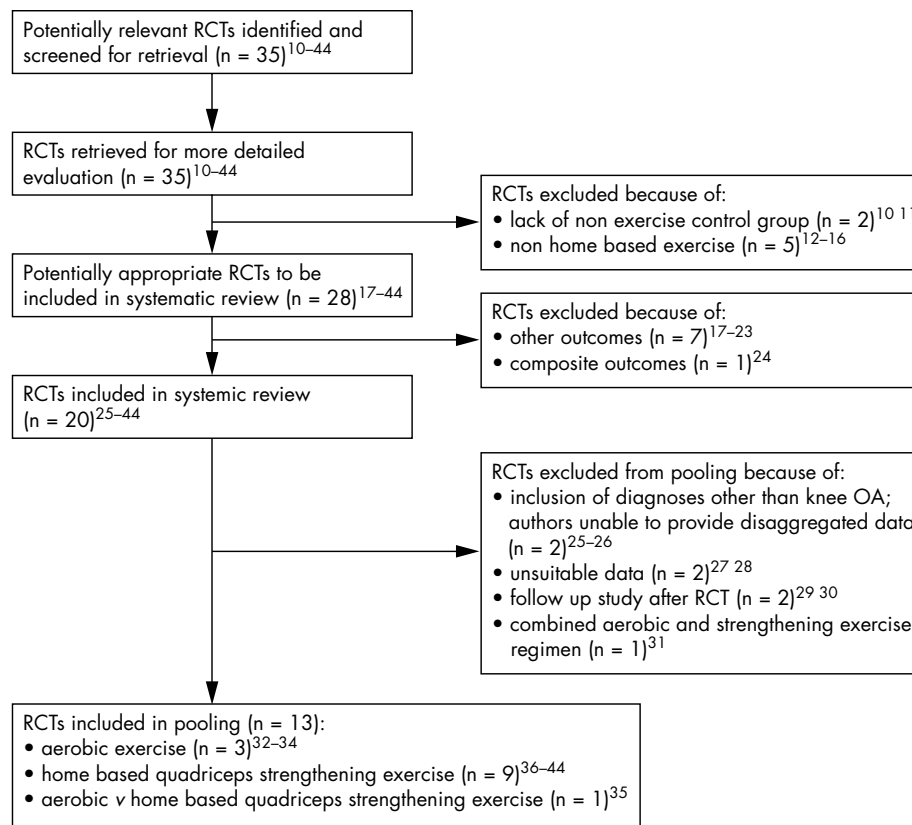 Potentially relevant RCTs identified and
screened for retrieval (n = 35)10–44
RCTs retrieved for more detailed
evaluation (n = 35)10–44
RCTs excluded because of:
• lack of non exercise control group (n = 2)10 11
• non home based exercise (n = 5)12–16
Potentially appropriate RCTs to be
included in systematic review (n = 28)17–44
RCTs excluded because of:
• other outcomes (n = 7)17–23
• composite outcomes (n = 1)24
RCTs included in systemic review
(n = 20)25–44
RCTs excluded from pooling because of:
• inclusion of diagnoses other than knee OA;
authors unable to provide disaggregated data
(n = 2)25–26
• unsuitable data (n = 2)27 28
• follow up study after RCT (n = 2)29 30
• combined aerobic and strengthening exercise
regimen (n = 1)31
RCTs included in pooling (n = 13):
• aerobic exercise (n = 3)32–34
• home based quadriceps strengthening exercise (n = 9)36–44
• aerobic v home based quadriceps strengthening exercise (n = 1)35